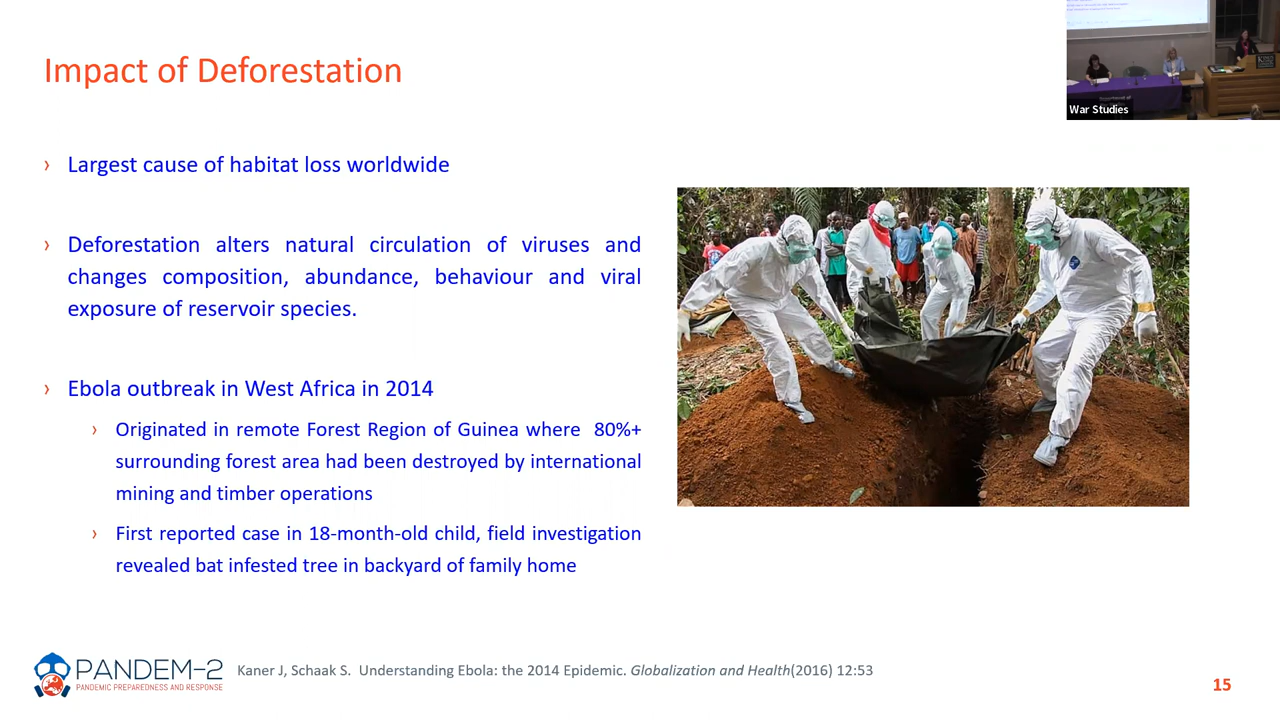 Impact of Deforestation
War Studies
› Largest cause of habitat loss worldwide
› Deforestation alters natural circulation of viruses and
changes composition, abundance, behaviour and viral
exposure of reservoir species.
› Ebola outbreak in West Africa in 2014
› Originated in remote Forest Region of Guinea where 80%+
surrounding forest area had been destroyed by international
mining and timber operations
› First reported case in 18-month-old child, field investigation
revealed bat infested tree in backyard of family home
PANDEM-2
PANDEMIC PREPAREDNESS AND RESPONSE
Kaner J, Schaak S. Understanding Ebola: the 2014 Epidemic. Globalization and Health(2016) 12:53
15